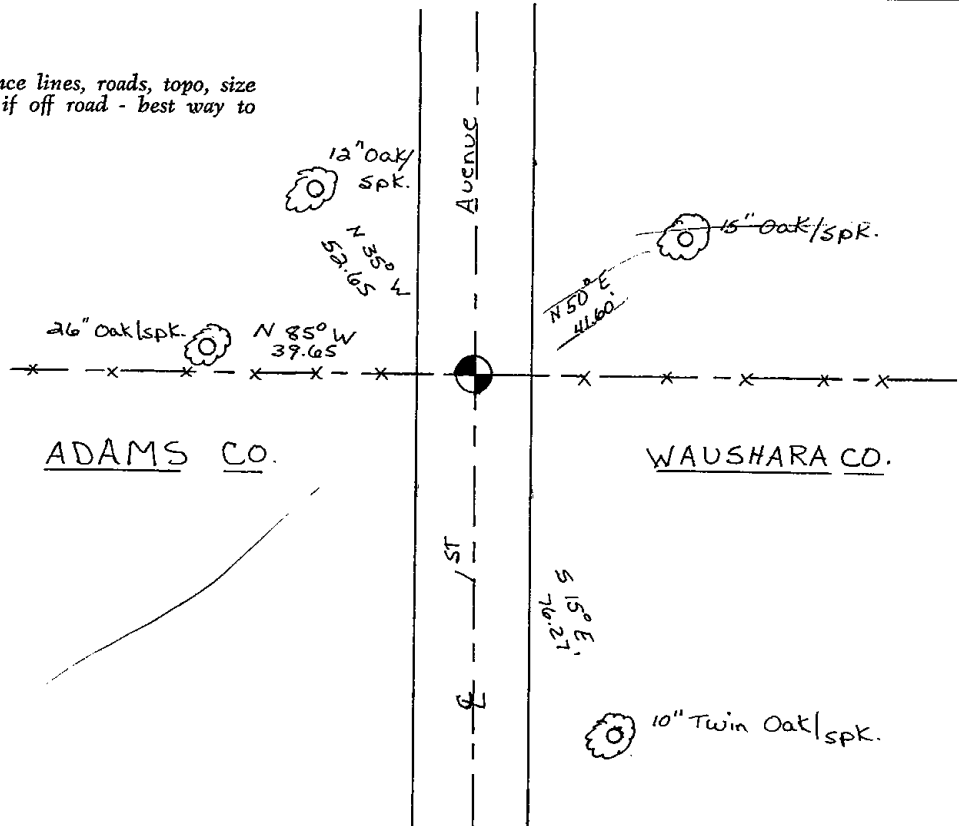 nce lines, roads, topo, size
if off road - best way to
12" Oak/
spk.
Avenue
15" Oak/spk.
N 35° W
52.65
N 50° E
41.60'
26" Oak/spk.
N 85° W
39.65
ADAMS CO.
WAUSHARA CO.
1ST
S 15° E
76.27'
℄
10" Twin Oak/spk.